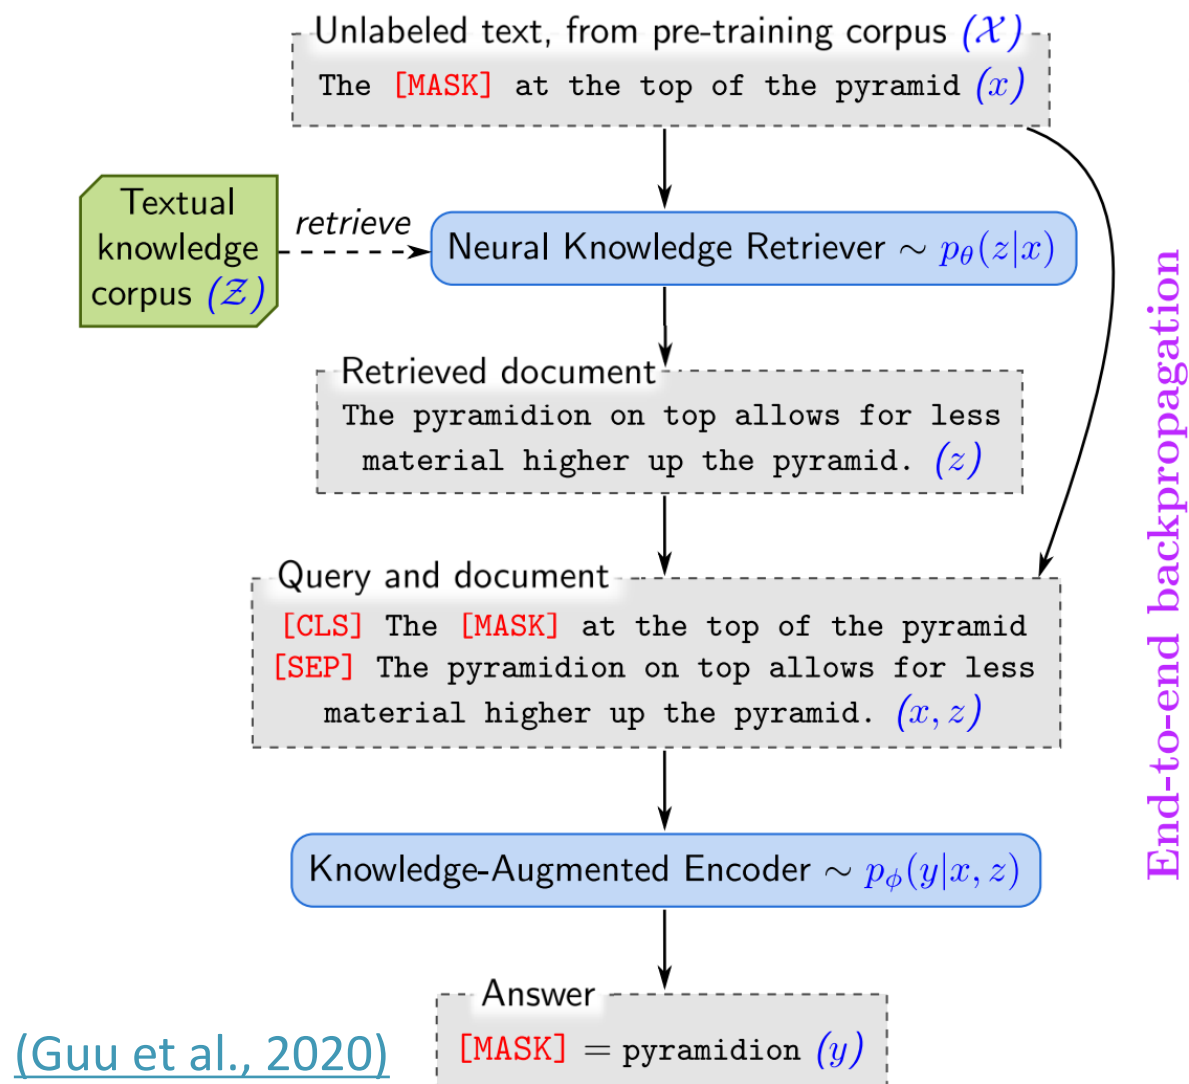 Unlabeled text, from pre-training corpus (𝒳)
The [MASK] at the top of the pyramid (x)
Textual
knowledge
corpus (𝒵)
retrieve
Neural Knowledge Retriever ∼ p_θ(z|x)
Retrieved document
The pyramidion on top allows for less
material higher up the pyramid. (z)
Query and document
[CLS] The [MASK] at the top of the pyramid
[SEP] The pyramidion on top allows for less
material higher up the pyramid. (x, z)
Knowledge-Augmented Encoder ∼ p_ϕ(y|x, z)
Answer
[MASK] = pyramidion (y)
End-to-end backpropagation
(Guu et al., 2020)